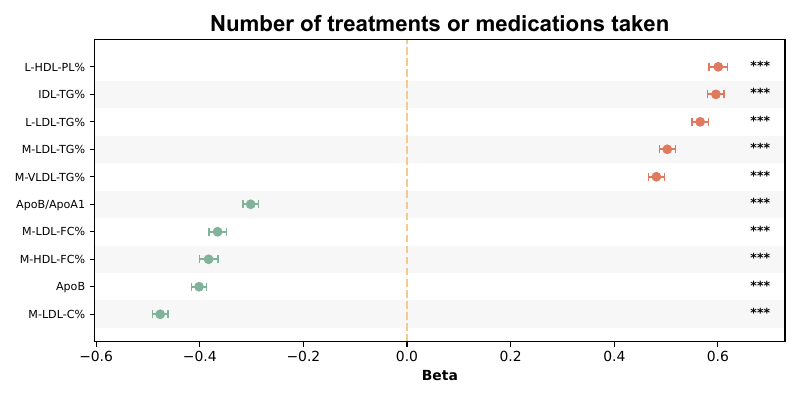 Number of treatments or medications taken
L-HDL-PL% ***
IDL-TG% ***
L-LDL-TG% ***
M-LDL-TG% ***
M-VLDL-TG% ***
ApoB/ApoA1 ***
M-LDL-FC% ***
M-HDL-FC% ***
ApoB ***
M-LDL-C% ***
−0.6 −0.4 −0.2 0.0 0.2 0.4 0.6
Beta